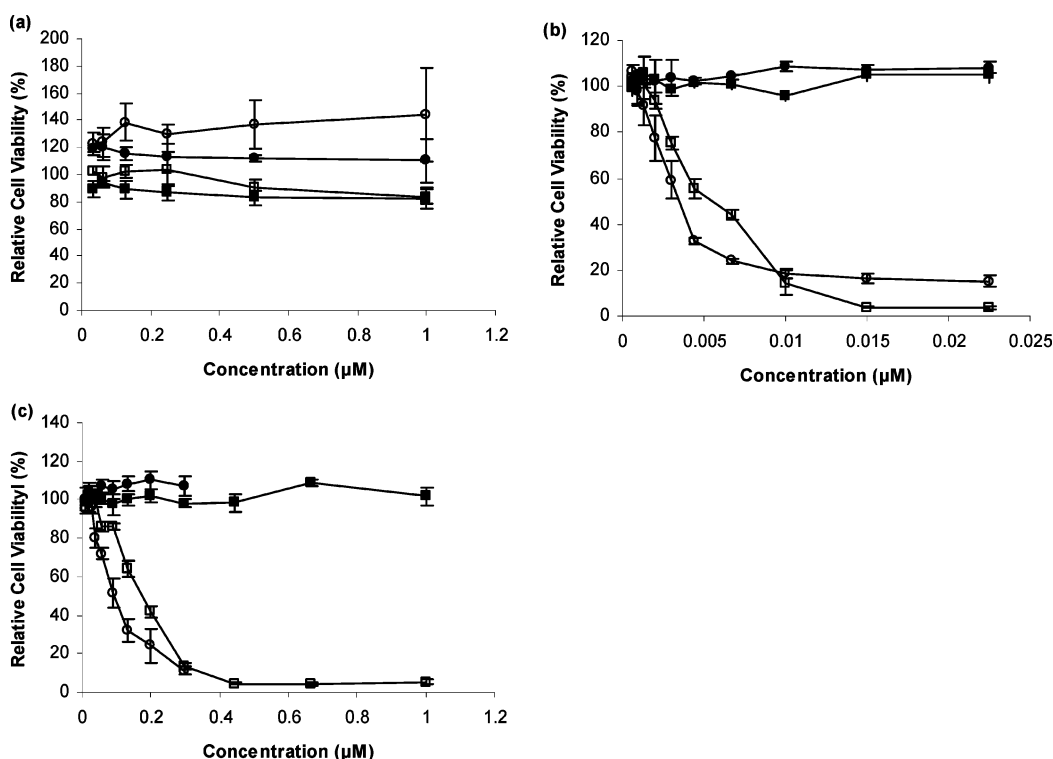 (a)
Relative Cell Viability (%)
200
180
160
140
120
100
80
60
40
20
0
0 0.2 0.4 0.6 0.8 1 1.2
Concentration (µM)
(b)
Relative Cell Viability (%)
120
100
80
60
40
20
0
0 0.005 0.01 0.015 0.02 0.025
Concentration (µM)
(c)
Relative Cell Viabilityl (%)
140
120
100
80
60
40
20
0
0 0.2 0.4 0.6 0.8 1 1.2
Concentration (µM)